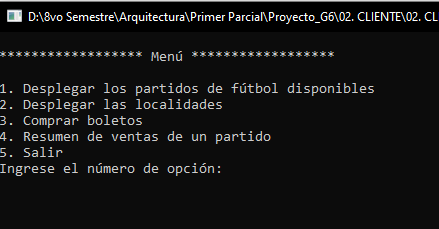 D:\8vo Semestre\Arquitectura\Primer Parcial\Proyecto_G6\02. CLIENTE\02. CL
****************** Menú ******************
1. Desplegar los partidos de fútbol disponibles
2. Desplegar las localidades
3. Comprar boletos
4. Resumen de ventas de un partido
5. Salir
Ingrese el número de opción: